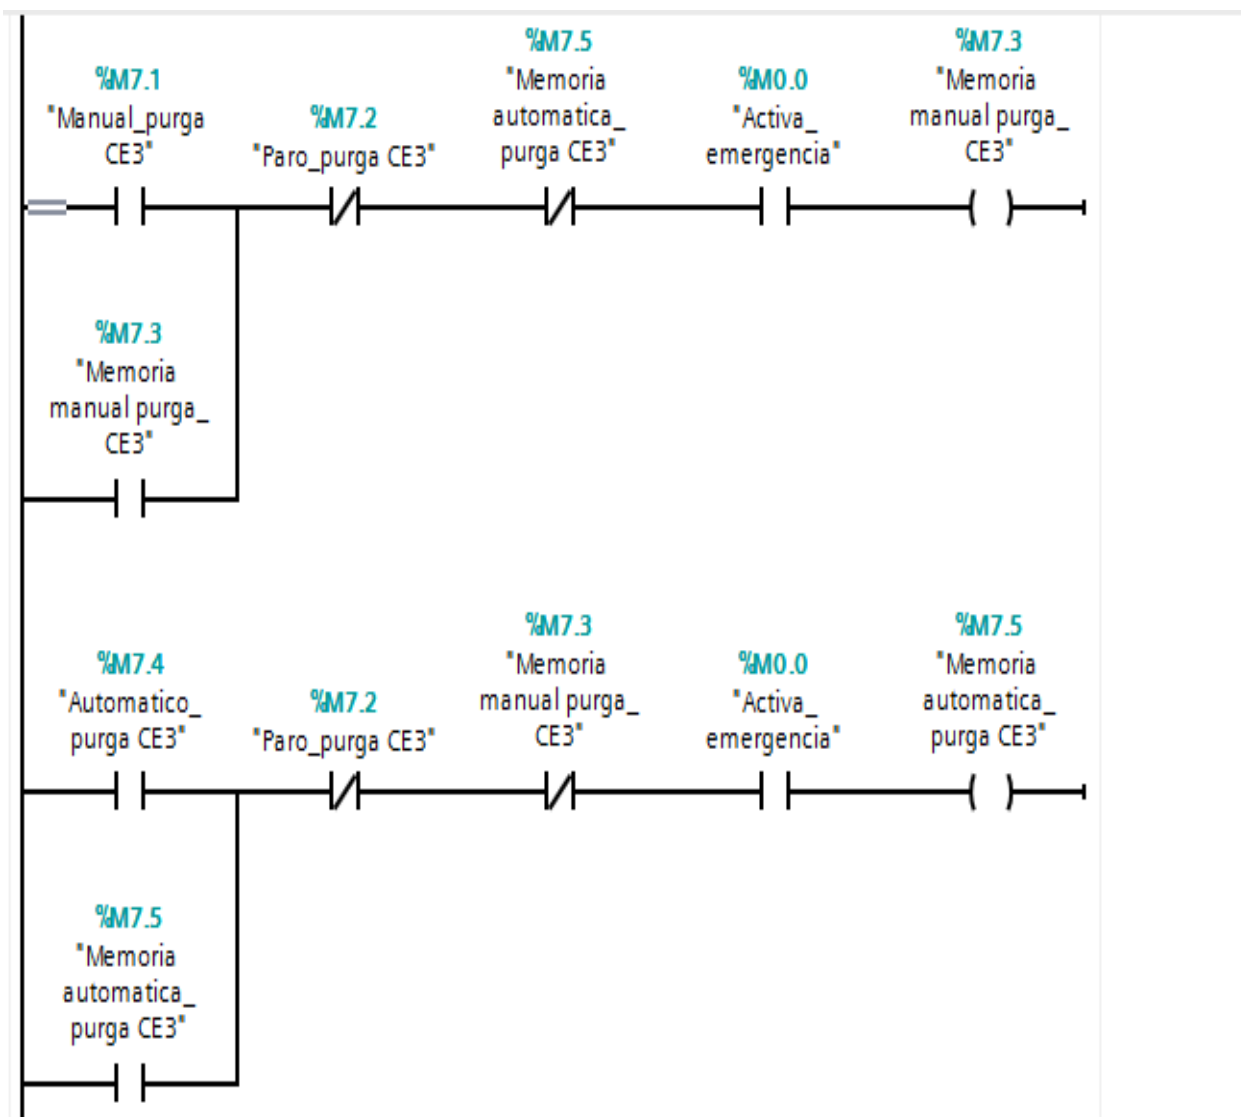 %M7.1
"Manual_purga
CE3"
%M7.2
"Paro_purga CE3"
%M7.5
"Memoria
automatica_
purga CE3"
%M0.0
"Activa_
emergencia"
%M7.3
"Memoria
manual purga_
CE3"
%M7.3
"Memoria
manual purga_
CE3"
%M7.4
"Automatico_
purga CE3"
%M7.2
"Paro_purga CE3"
%M7.3
"Memoria
manual purga_
CE3"
%M0.0
"Activa_
emergencia"
%M7.5
"Memoria
automatica_
purga CE3"
%M7.5
"Memoria
automatica_
purga CE3"